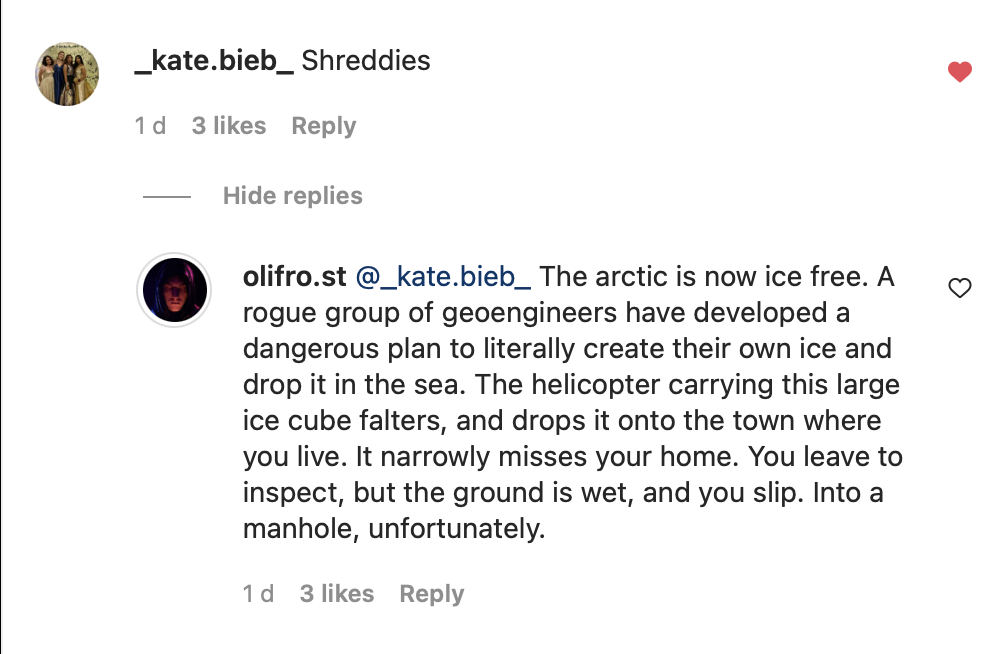 _kate.bieb_ Shreddies
1 d 3 likes Reply
Hide replies
olifro.st @_kate.bieb_ The arctic is now ice free. A
rogue group of geoengineers have developed a
dangerous plan to literally create their own ice and
drop it in the sea. The helicopter carrying this large
ice cube falters, and drops it onto the town where
you live. It narrowly misses your home. You leave to
inspect, but the ground is wet, and you slip. Into a
manhole, unfortunately.
1 d 3 likes Reply